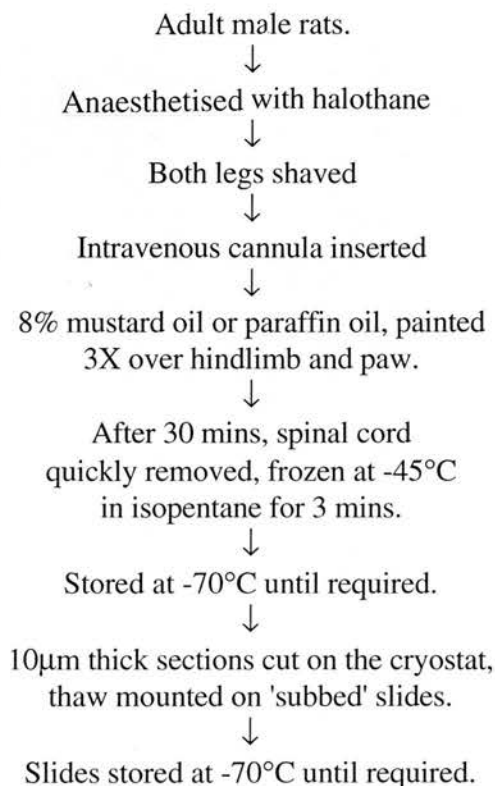 Adult male rats.
↓
Anaesthetised with halothane
↓
Both legs shaved
↓
Intravenous cannula inserted
↓
8% mustard oil or paraffin oil, painted
3X over hindlimb and paw.
↓
After 30 mins, spinal cord
quickly removed, frozen at -45°C
in isopentane for 3 mins.
↓
Stored at -70°C until required.
↓
10µm thick sections cut on the cryostat,
thaw mounted on 'subbed' slides.
↓
Slides stored at -70°C until required.